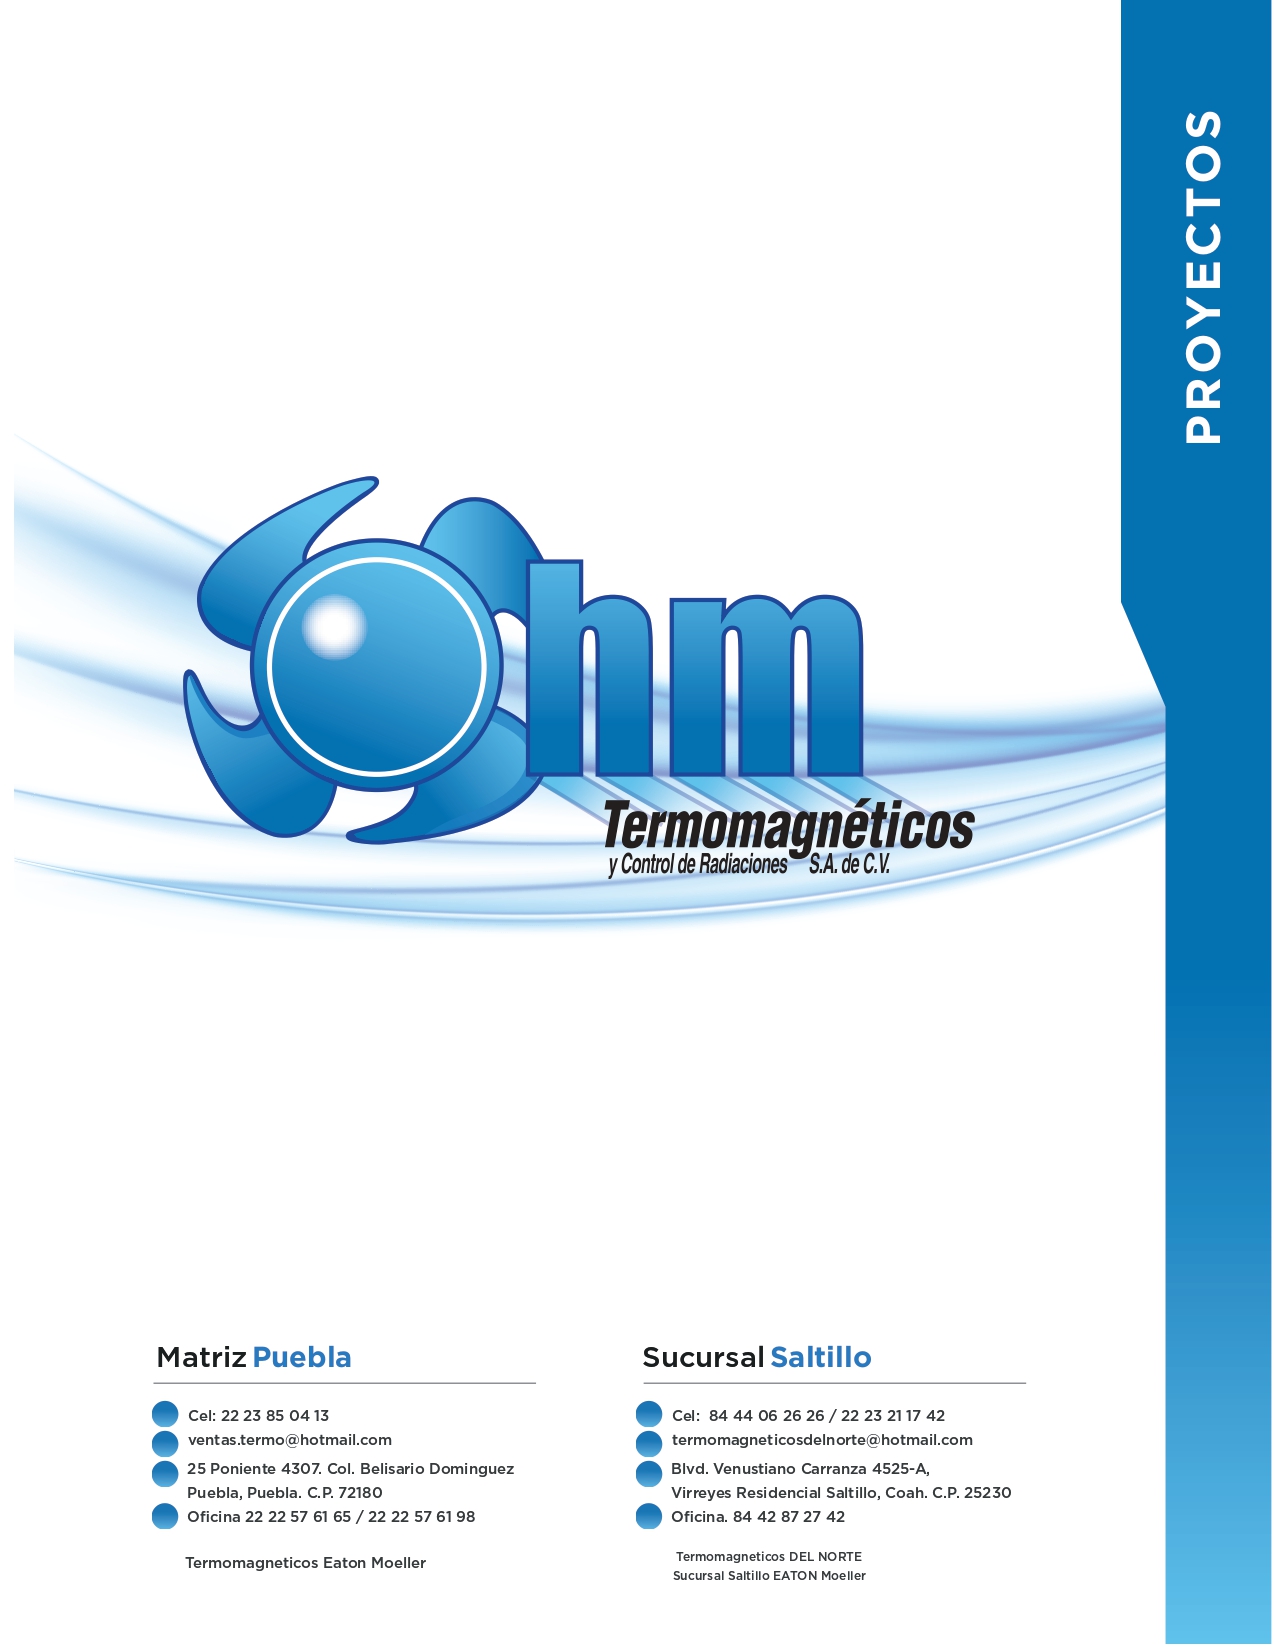 PROYECTOS
Ohm
Termomagnéticos
y Control de Radiaciones S.A. de C.V.
Matriz Puebla
Cel: 22 23 85 04 13
ventas.termo@hotmail.com
25 Poniente 4307. Col. Belisario Dominguez
Puebla, Puebla. C.P. 72180
Oficina 22 22 57 61 65 / 22 22 57 61 98
Termomagneticos Eaton Moeller
Sucursal Saltillo
Cel: 84 44 06 26 26 / 22 23 21 17 42
termomagneticosdelnorte@hotmail.com
Blvd. Venustiano Carranza 4525-A,
Virreyes Residencial Saltillo, Coah. C.P. 25230
Oficina. 84 42 87 27 42
Termomagneticos DEL NORTE
Sucursal Saltillo EATON Moeller